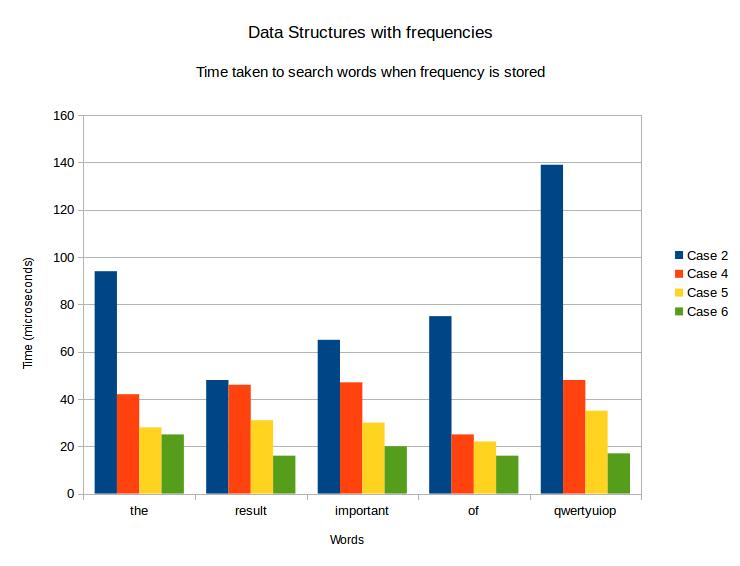 Data Structures with frequencies
Time taken to search words when frequency is stored
160
140
120
100
80
60
40
20
0
Time (microseconds)
the result important of qwertyuiop
Words
Case 2
Case 4
Case 5
Case 6